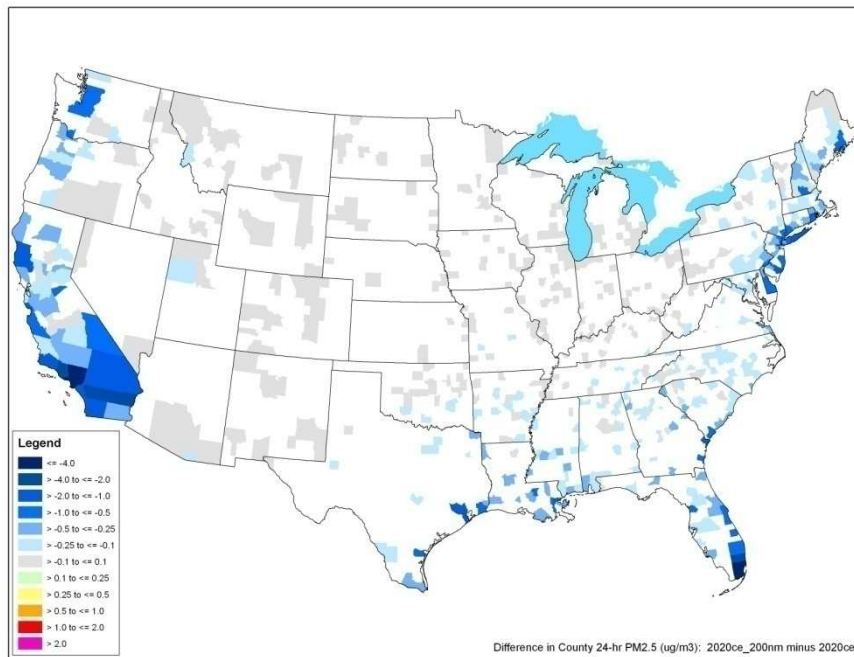 Legend
<= -4.0
> -4.0 to <= -2.0
> -2.0 to <= -1.0
> -1.0 to <= -0.5
> -0.5 to <= -0.25
> -0.25 to <= -0.1
> -0.1 to <= 0.1
> 0.1 to <= 0.25
> 0.25 to <= 0.5
> 0.5 to <= 1.0
> 1.0 to <= 2.0
> 2.0
Difference in County 24-hr PM2.5 (ug/m3): 2020ce_200nm minus 2020ce